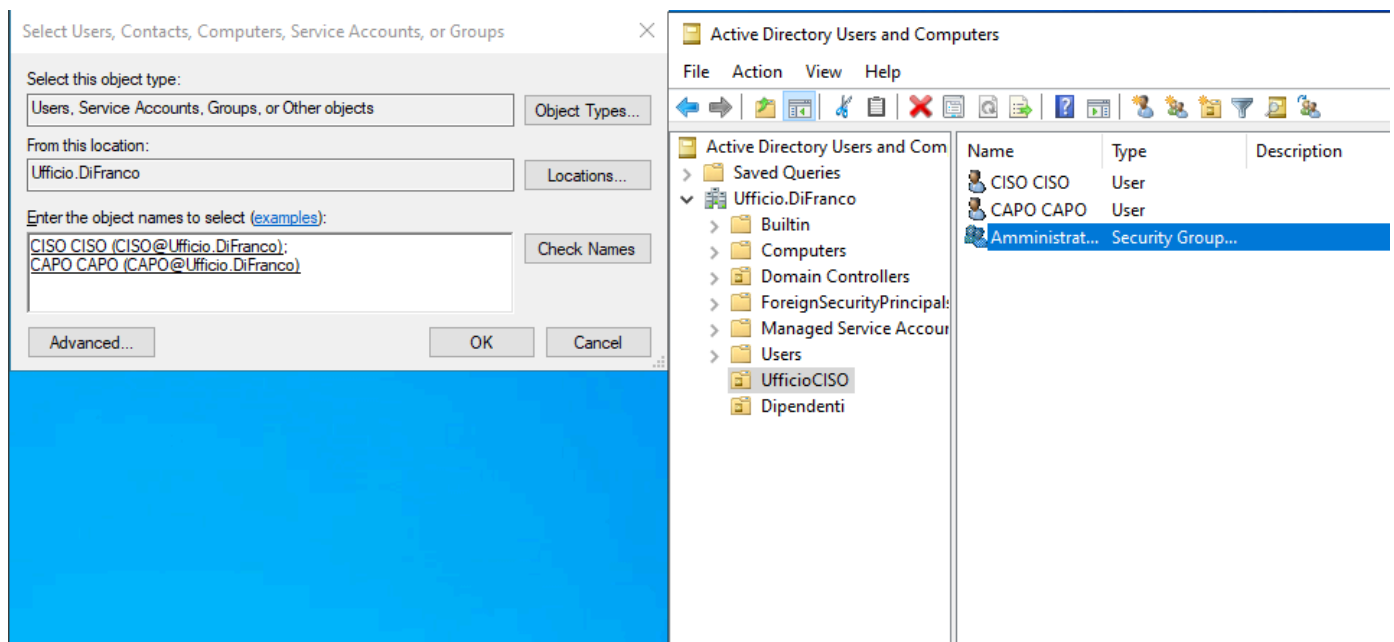 Select Users, Contacts, Computers, Service Accounts, or Groups
Select this object type:
Users, Service Accounts, Groups, or Other objects
Object Types...
From this location:
Ufficio.DiFranco
Locations...
Enter the object names to select (examples):
CISO CISO (CISO@Ufficio.DiFranco);
CAPO CAPO (CAPO@Ufficio.DiFranco)
Check Names
Advanced...
OK
Cancel
Active Directory Users and Computers
File Action View Help
Active Directory Users and Com
Saved Queries
Ufficio.DiFranco
Builtin
Computers
Domain Controllers
ForeignSecurityPrincipals
Managed Service Accour
Users
UfficioCISO
Dipendenti
Name Type Description
CISO CISO User
CAPO CAPO User
Amministrat... Security Group...